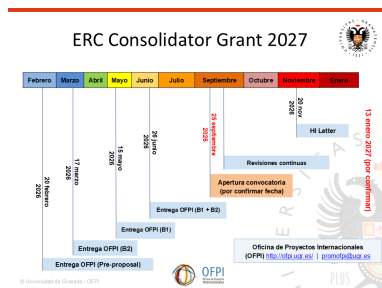 ERC Consolidator Grant 2027
Febrero Marzo Abril Mayo Junio Julio Septiembre Octubre Noviembre Enero
20 febrero 2026
17 marzo 2026
15 mayo 2026
26 junio 2026
25 septiembre 2026
20 nov 2026
13 enero 2027 (por confirmar)
HI Letter
Revisiones continuas
Apertura convocatoria
(por confirmar fecha)
Entrega OFPI (B1 + B2)
Entrega OFPI (B1)
Entrega OFPI (B2)
Entrega OFPI (Pre-proposal)
Oficina de Proyectos Internacionales
(OFPI) http://ofpi.ugr.es/ | promofpi@ugr.es
OFPI
© Universidad de Granada - OFPI
PLUS